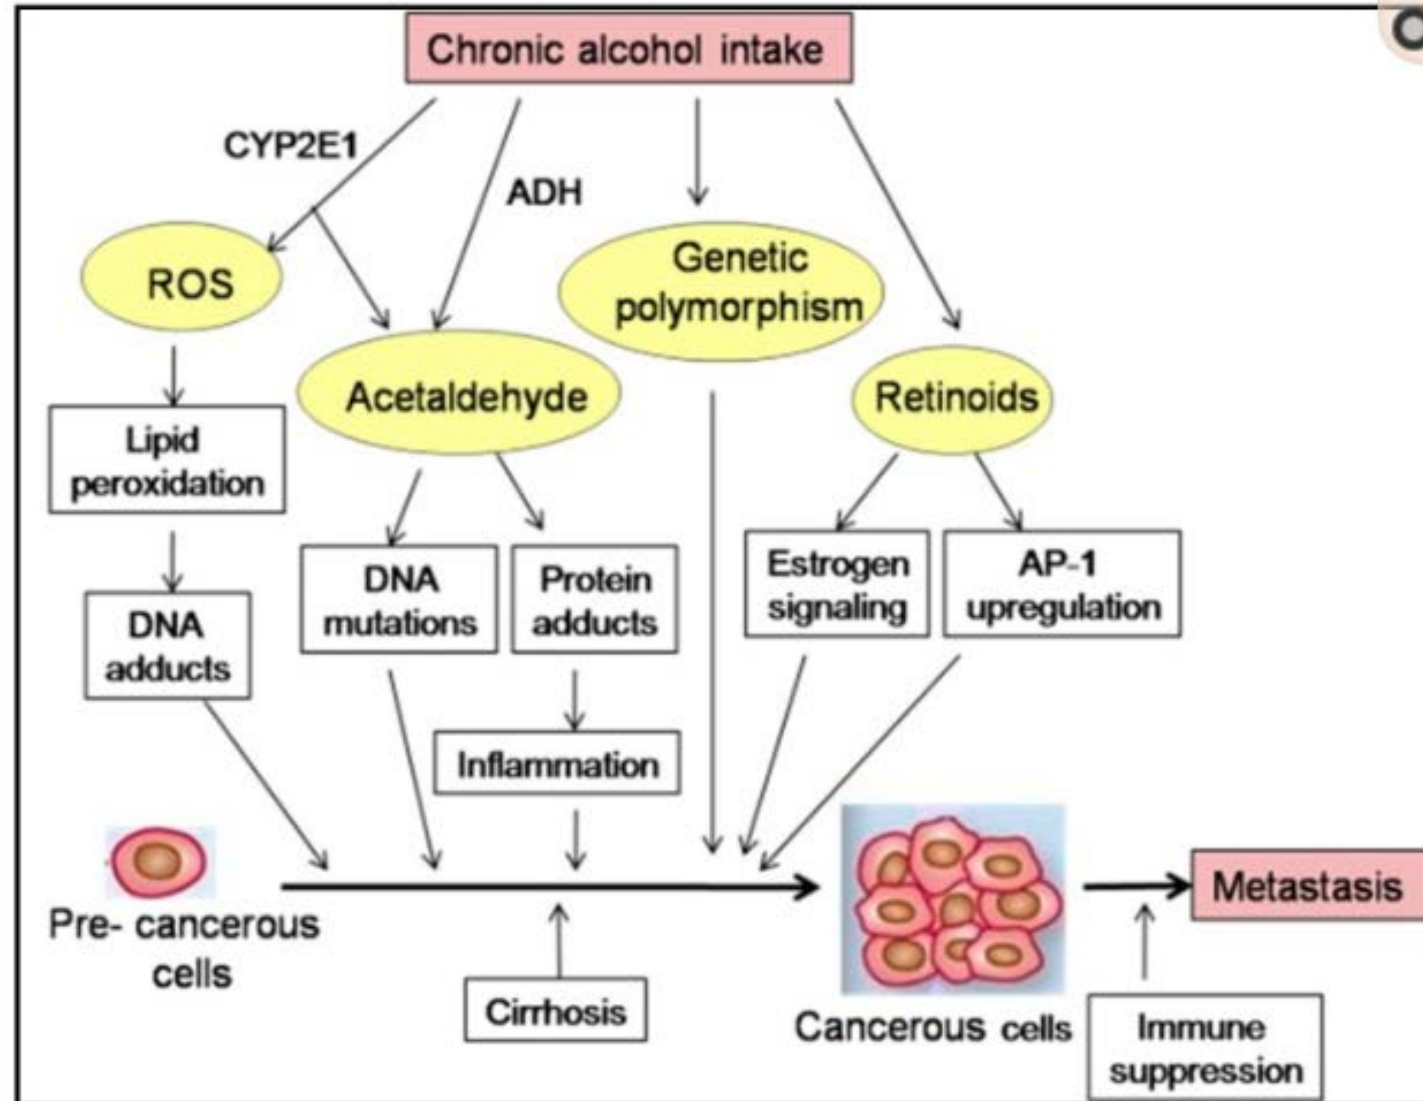 Chronic alcohol intake
CYP2E1
ADH
ROS
Genetic
polymorphism
Acetaldehyde
Retinoids
Lipid
peroxidation
DNA
mutations
Protein
adducts
Estrogen
signaling
AP-1
upregulation
DNA
adducts
Inflammation
Pre- cancerous
cells
Metastasis
Cirrhosis
Cancerous cells
Immune
suppression